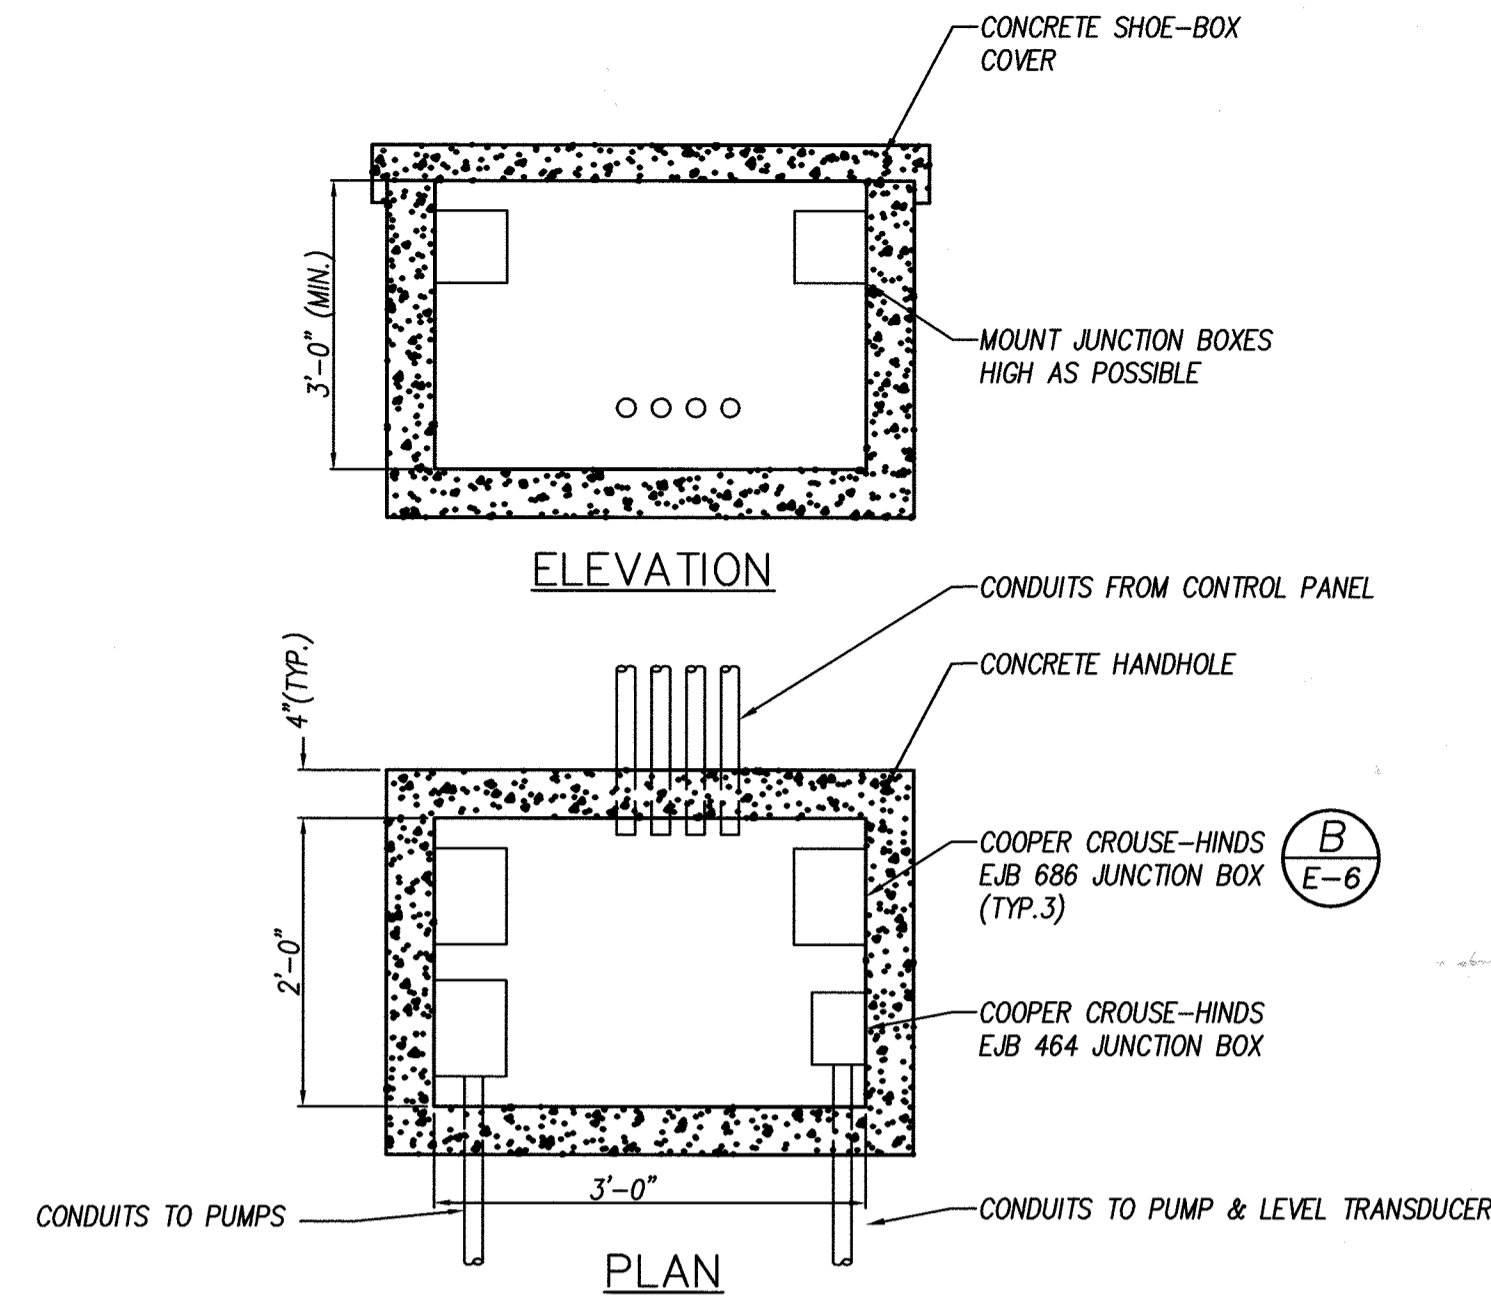 CONCRETE SHOE-BOX
COVER
3'-0" (MIN.)
MOUNT JUNCTION BOXES
HIGH AS POSSIBLE
ELEVATION
CONDUITS FROM CONTROL PANEL
4"(TYP.)
CONCRETE HANDHOLE
COOPER CROUSE-HINDS
EJB 686 JUNCTION BOX
(TYP.3)
B
E-6
2'-0"
COOPER CROUSE-HINDS
EJB 464 JUNCTION BOX
3'-0"
CONDUITS TO PUMPS
CONDUITS TO PUMP & LEVEL TRANSDUCER
PLAN